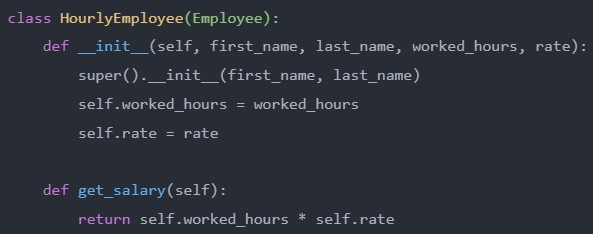 class HourlyEmployee(Employee):
    def __init__(self, first_name, last_name, worked_hours, rate):
        super().__init__(first_name, last_name)
        self.worked_hours = worked_hours
        self.rate = rate

    def get_salary(self):
        return self.worked_hours * self.rate